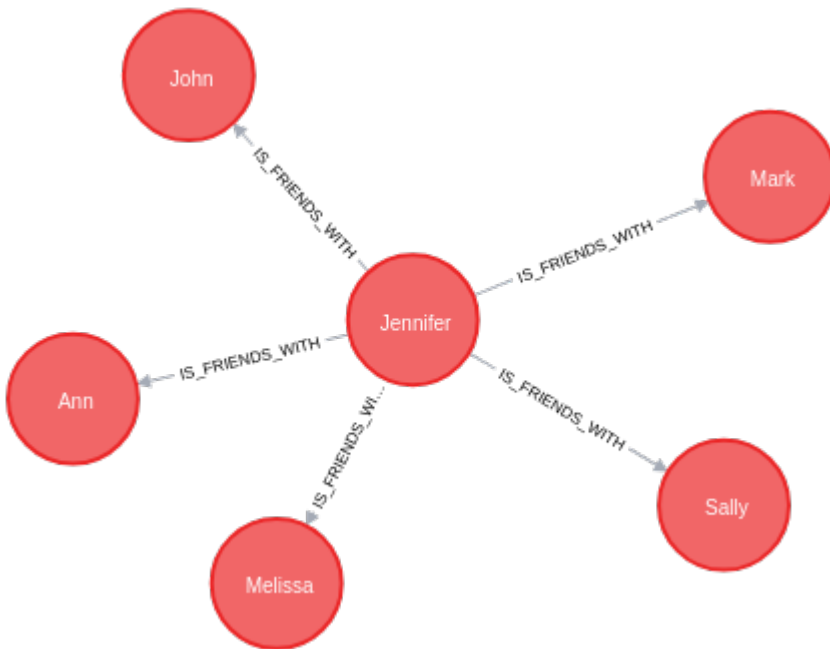 John
Mark
IS_FRIENDS_WITH
IS_FRIENDS_WITH
Jennifer
IS_FRIENDS_WITH
Ann
IS_FRIENDS_WI...
IS_FRIENDS_WITH
Sally
Melissa